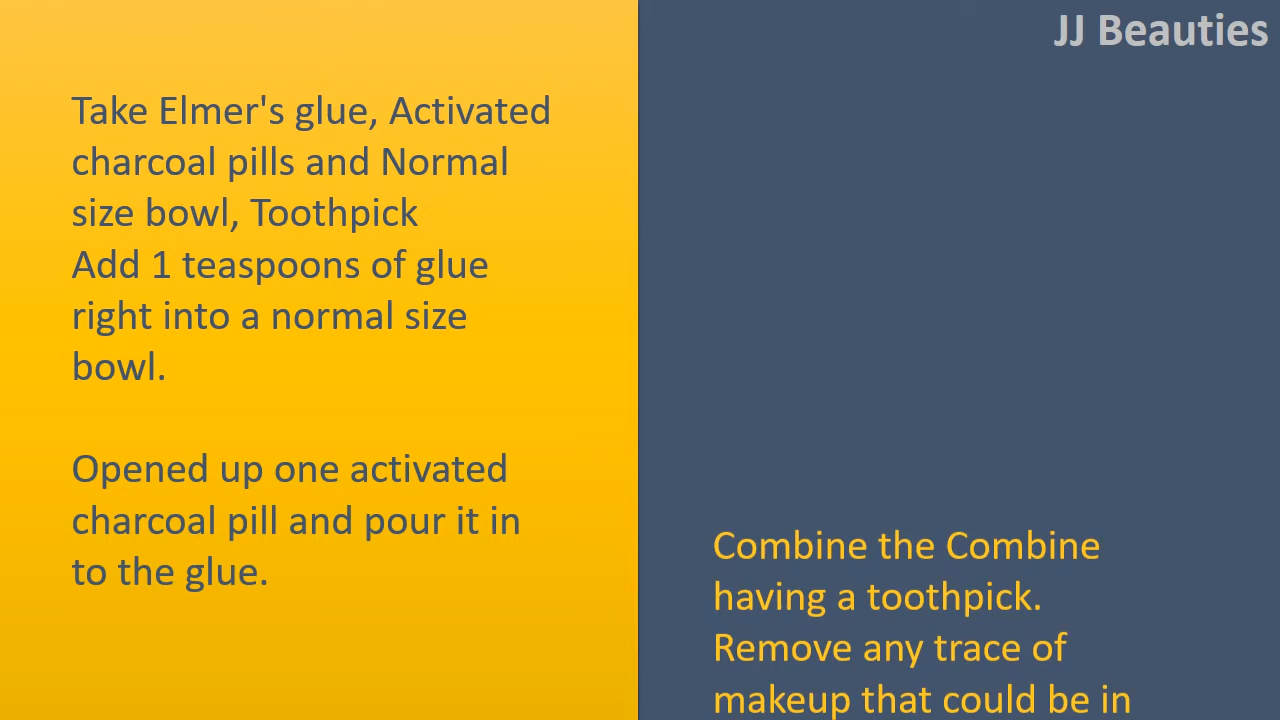 JJ Beauties
Take Elmer's glue, Activated
charcoal pills and Normal
size bowl, Toothpick
Add 1 teaspoons of glue
right into a normal size
bowl.
Opened up one activated
charcoal pill and pour it in
to the glue.
Combine the Combine
having a toothpick.
Remove any trace of
makeup that could be in